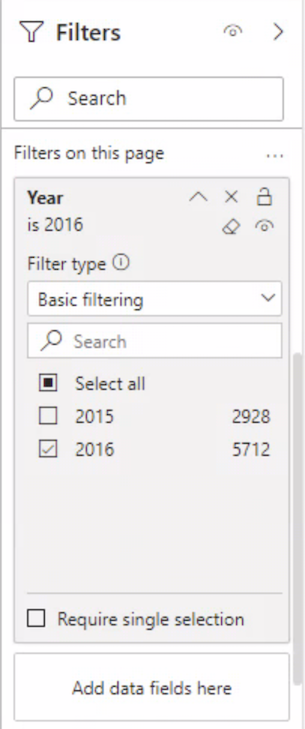 Filters
Search
Filters on this page
Year
is 2016
Filter type
Basic filtering
Search
Select all
2015 2928
2016 5712
Require single selection
Add data fields here